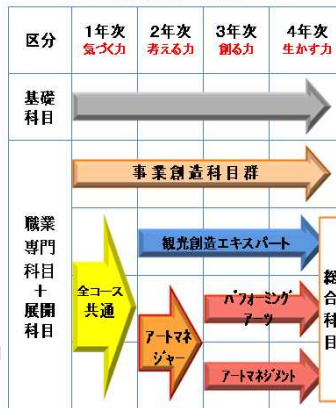 区分
1年次
気づく力
2年次
考える力
3年次
創る力
4年次
生かす力
基礎
科目
職業
専門
科目
＋
展開
科目
事業創造科目群
観光創造エキスパート
全コース
共通
アートマネ
ジャー
パフォーミング
アーツ
アートマネジメント
総合科目